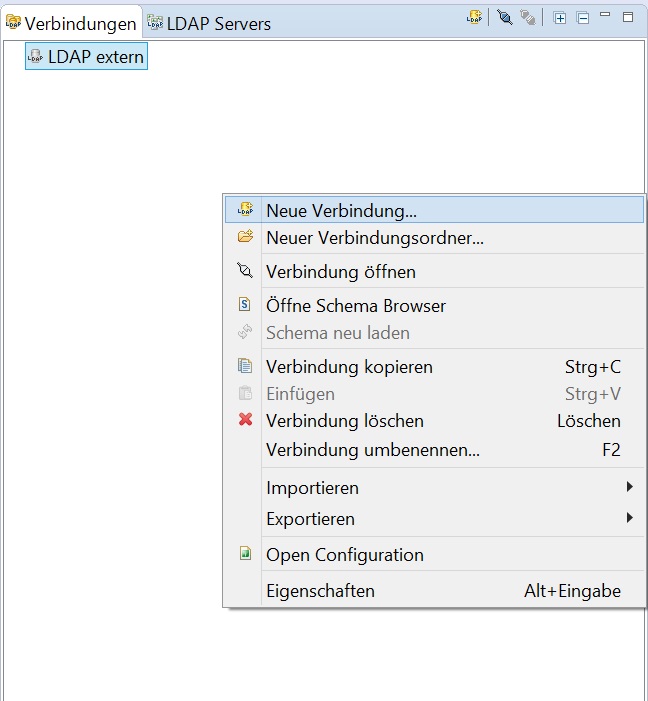 Verbindungen LDAP Servers
LDAP extern
Neue Verbindung...
Neuer Verbindungsordner...
Verbindung öffnen
Öffne Schema Browser
Schema neu laden
Verbindung kopieren Strg+C
Einfügen Strg+V
Verbindung löschen Löschen
Verbindung umbenennen... F2
Importieren
Exportieren
Open Configuration
Eigenschaften Alt+Eingabe